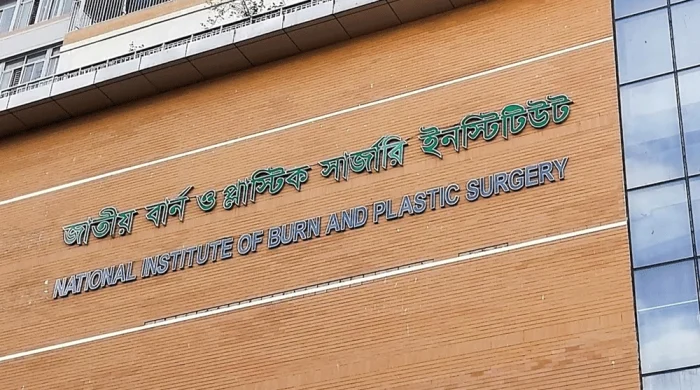 জাতীয় বার্ন ও প্লাস্টিক সার্জারি ইনস্টিটিউট
NATIONAL INSTITUTE OF BURN AND PLASTIC SURGERY